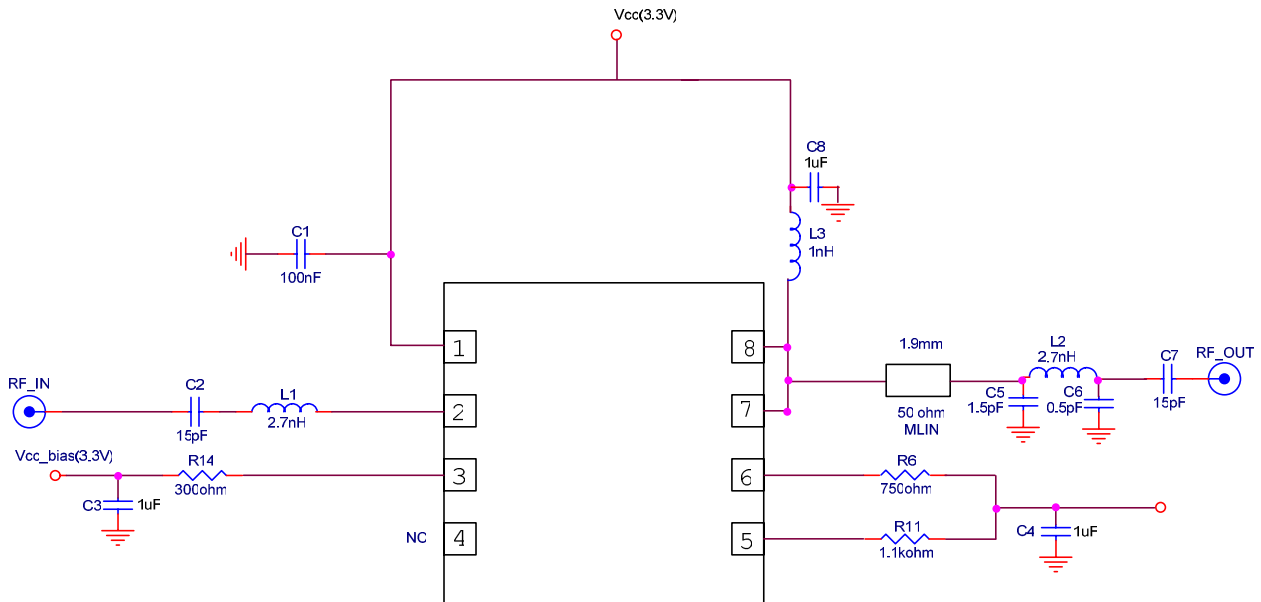 Vcc(3.3V)
C8
1uF
C1
100nF
L3
1nH
1
8
1.9mm
L2
2.7nH
C7
15pF
RF_OUT
RF_IN
C2
15pF
L1
2.7nH
2
7
50 ohm
MLIN
C5
1.5pF
C6
0.5pF
Vcc_bias(3.3V)
R14
300ohm
3
6
R6
750ohm
C3
1uF
NC
4
5
R11
1.1kohm
C4
1uF